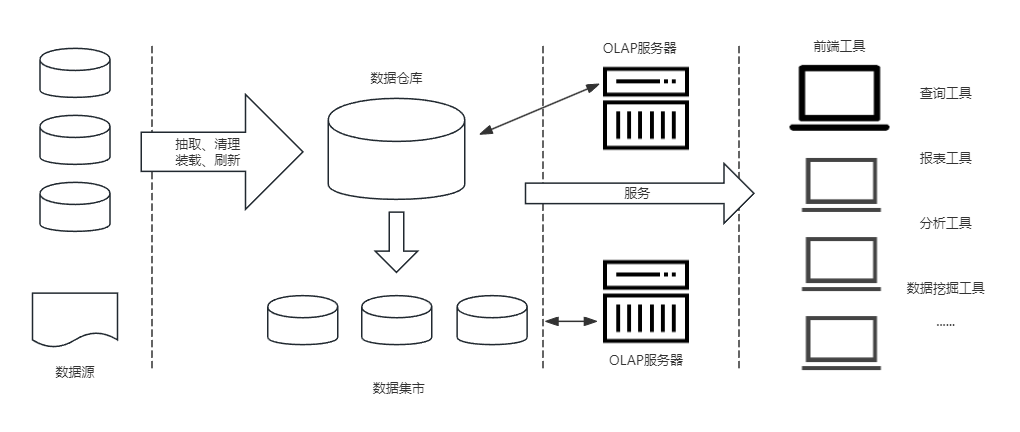 数据源
抽取、清理
装载、刷新
数据仓库
数据集市
OLAP服务器
服务
OLAP服务器
前端工具
查询工具
报表工具
分析工具
数据挖掘工具
......